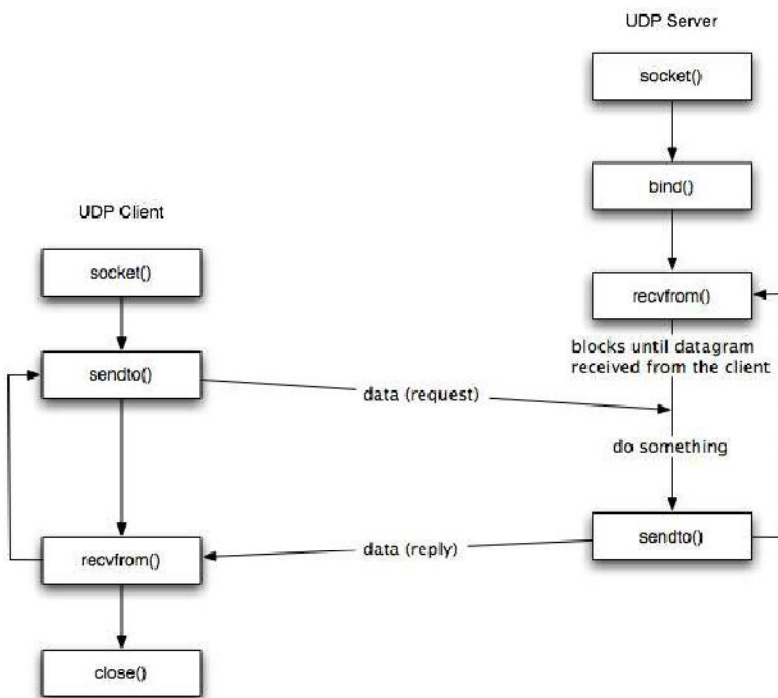 UDP Server
socket()
bind()
UDP Client
socket()
recvfrom()
blocks until datagram
received from the client
sendto()
data (request)
do something
sendto()
data (reply)
recvfrom()
close()